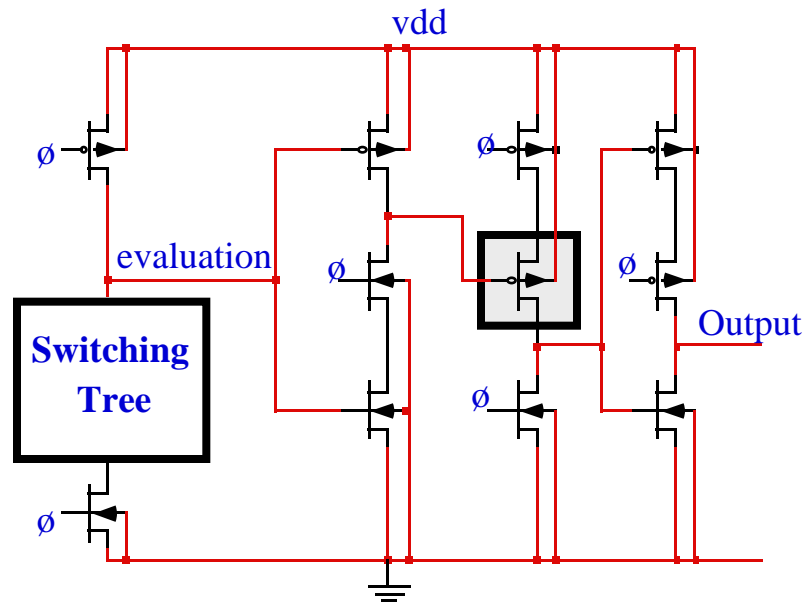 vdd
ø
ø
evaluation
ø
ø
Output
Switching
Tree
ø
ø